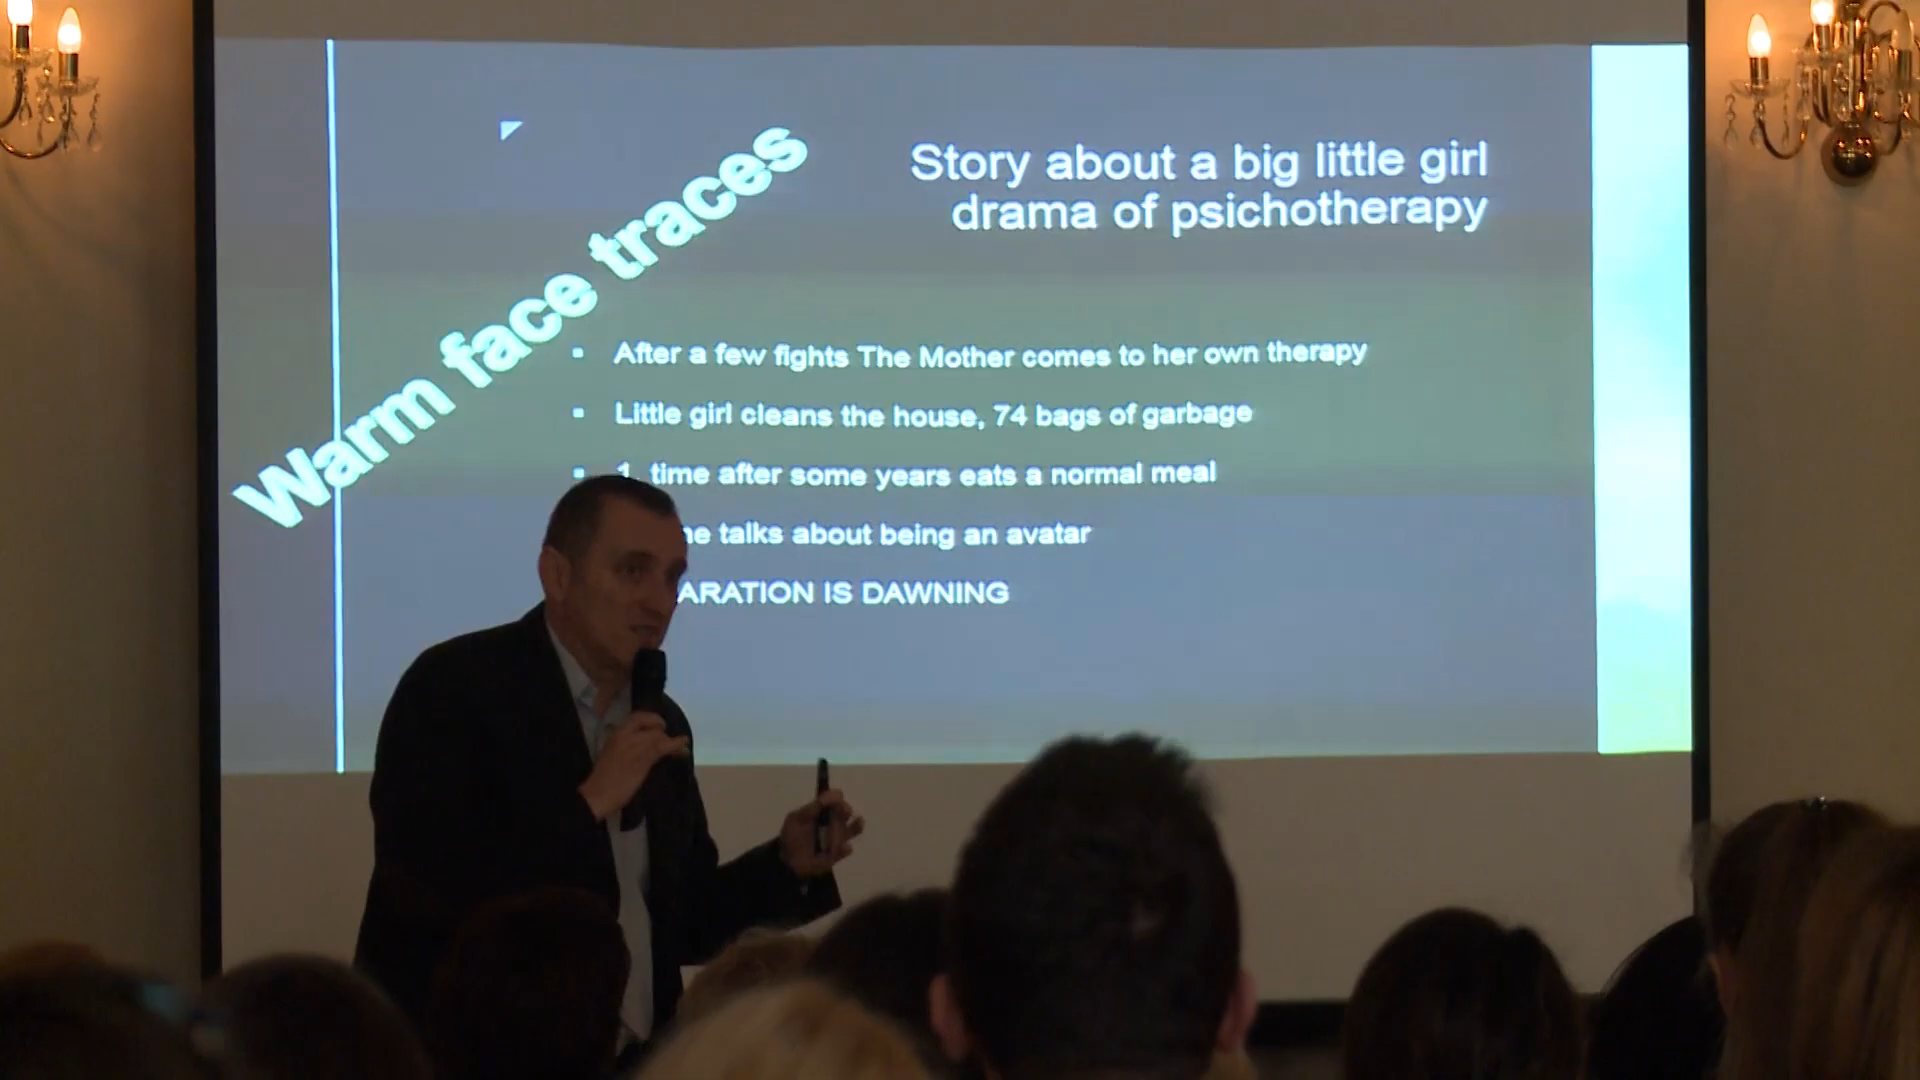 Warm face traces
Story about a big little girl
drama of psichotherapy
After a few fights The Mother comes to her own therapy
Little girl cleans the house, 74 bags of garbage
1. time after some years eats a normal meal
talks about being an avatar
IS DAWNING